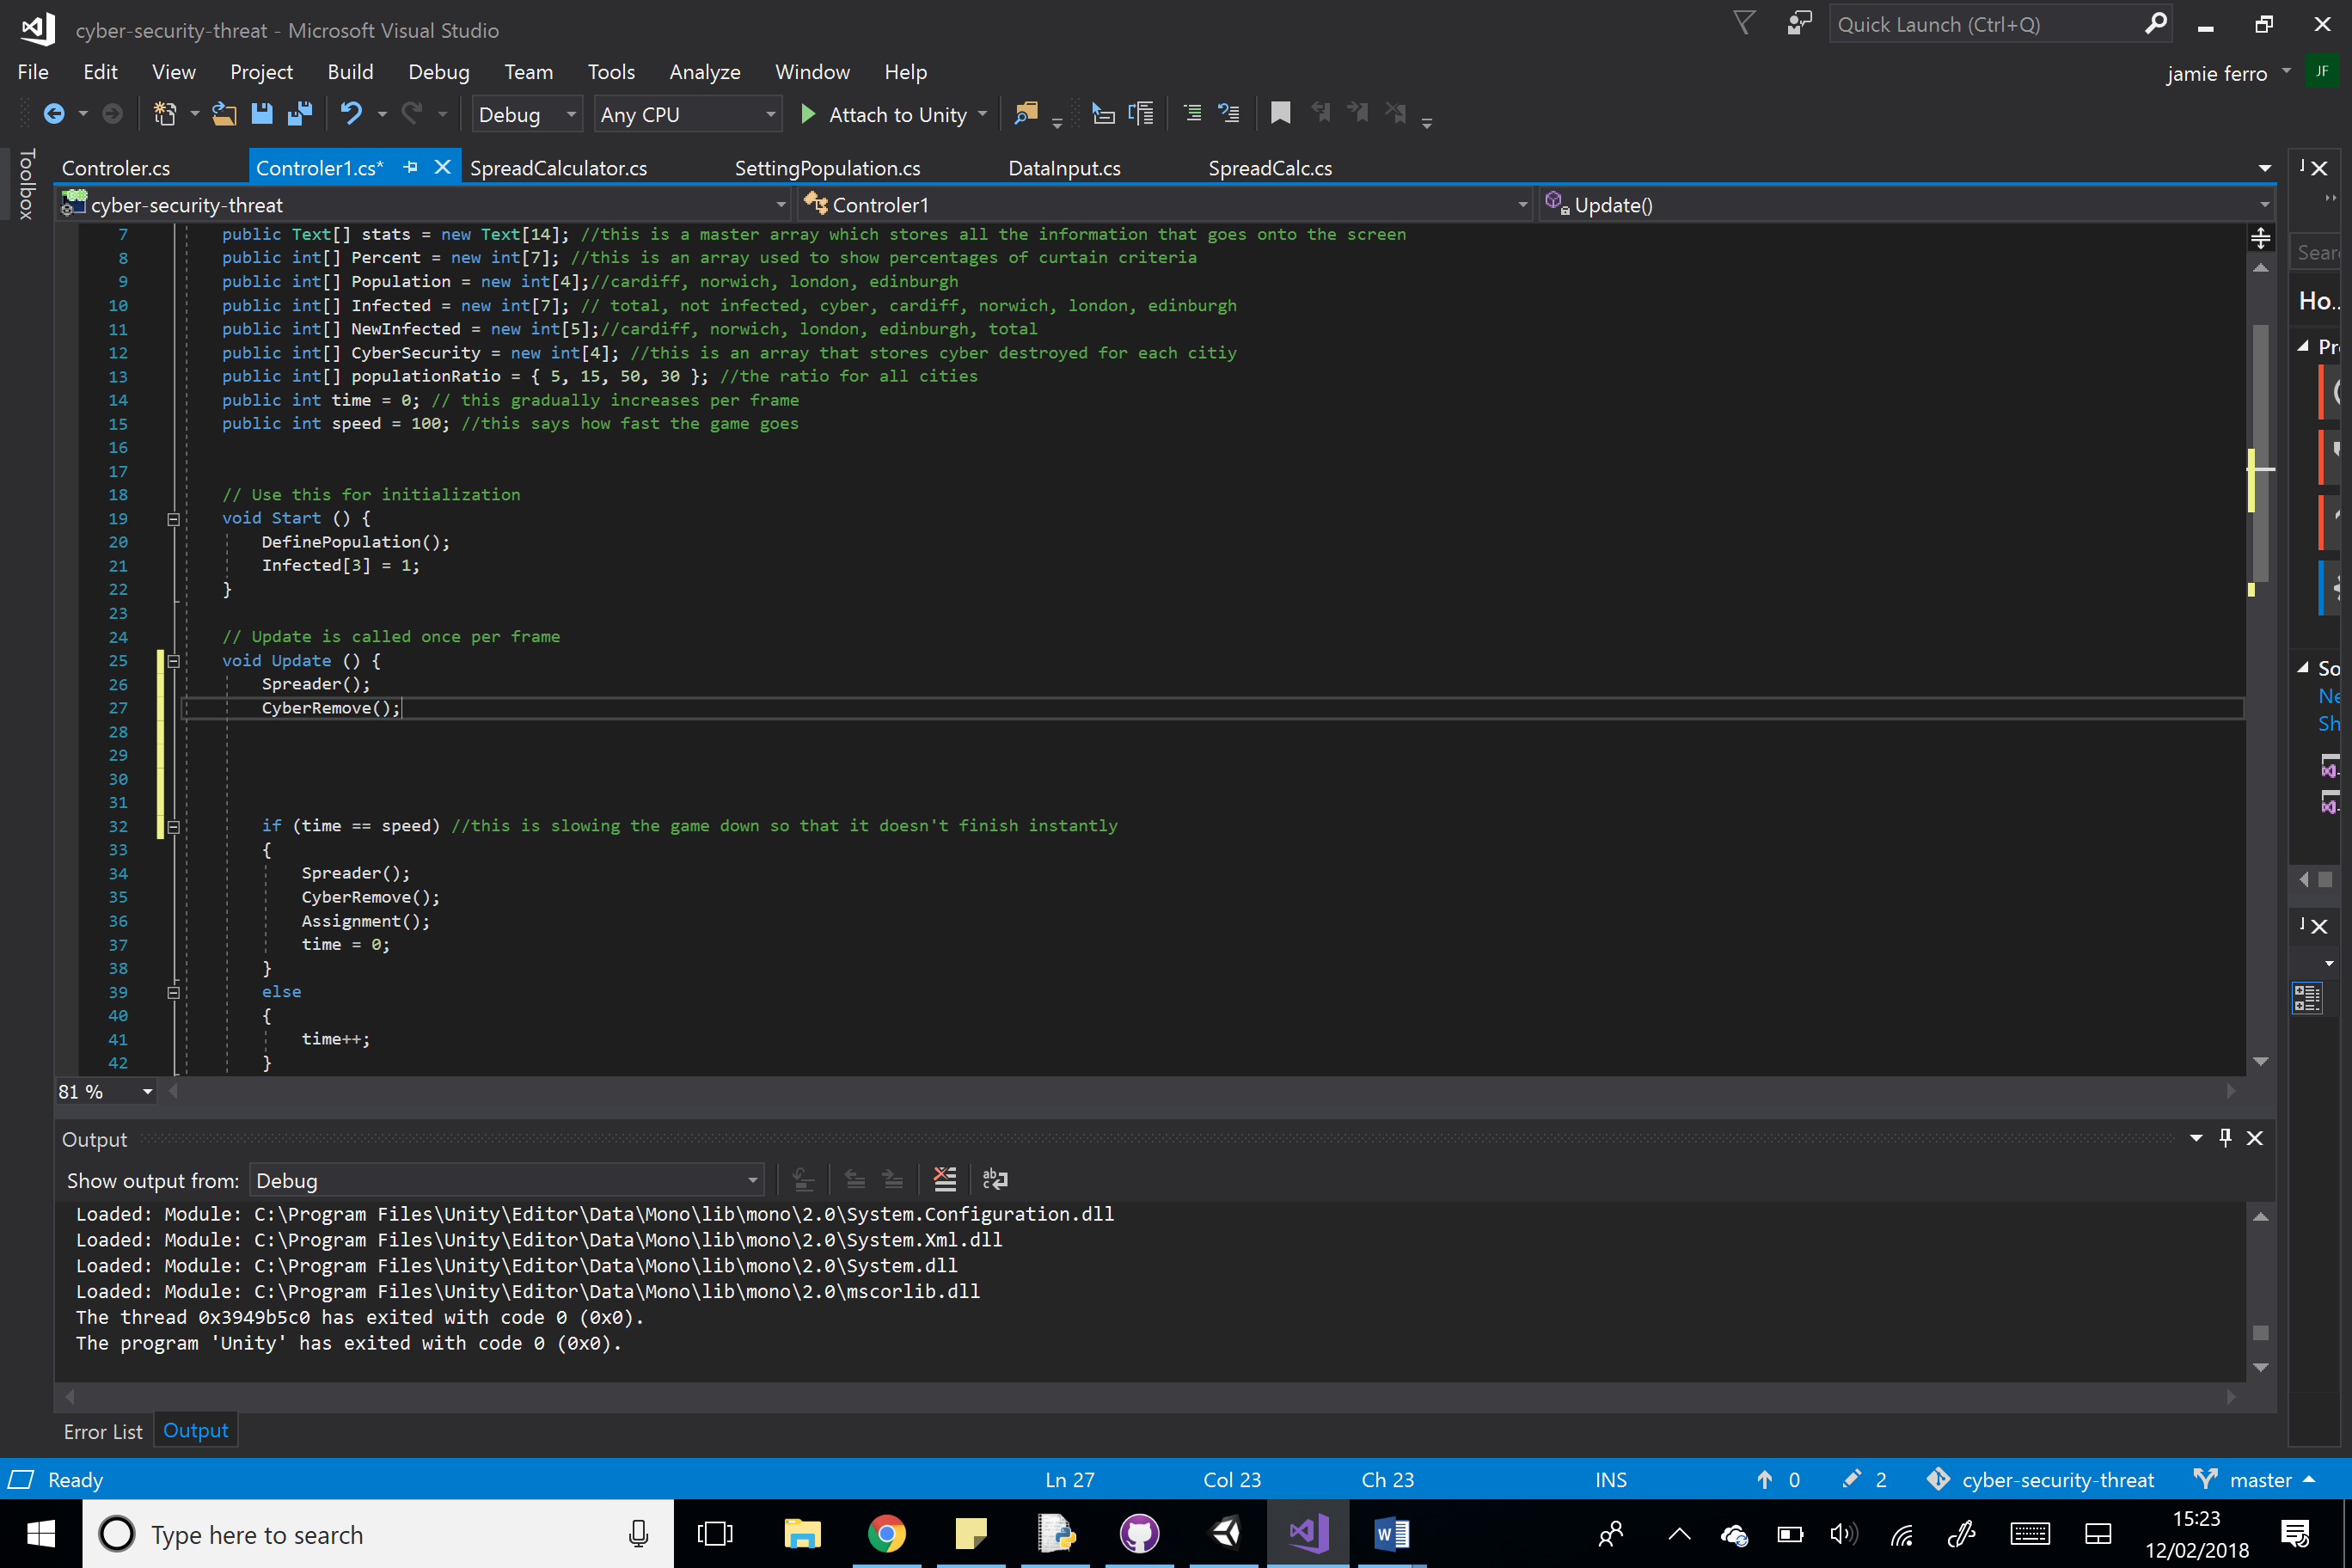 cyber-security-threat - Microsoft Visual Studio
Quick Launch (Ctrl+Q)
File Edit View Project Build Debug Team Tools Analyze Window Help
jamie ferro JF
Debug Any CPU Attach to Unity
Toolbox
Controler.cs Controler1.cs* SpreadCalculator.cs SettingPopulation.cs DataInput.cs SpreadCalc.cs
cyber-security-threat Controler1 Update()
7 public Text[] stats = new Text[14]; //this is a master array which stores all the information that goes onto the screen
8 public int[] Percent = new int[7]; //this is an array used to show percentages of curtain criteria
9 public int[] Population = new int[4];//cardiff, norwich, london, edinburgh
10 public int[] Infected = new int[7]; // total, not infected, cyber, cardiff, norwich, london, edinburgh
11 public int[] NewInfected = new int[5];//cardiff, norwich, london, edinburgh, total
12 public int[] CyberSecurity = new int[4]; //this is an array that stores cyber destroyed for each citiy
13 public int[] populationRatio = { 5, 15, 50, 30 }; //the ratio for all cities
14 public int time = 0; // this gradually increases per frame
15 public int speed = 100; //this says how fast the game goes
16
17
18 // Use this for initialization
19 void Start () {
20 DefinePopulation();
21 Infected[3] = 1;
22 }
23
24 // Update is called once per frame
25 void Update () {
26 Spreader();
27 CyberRemove();
28
29
30
31
32 if (time == speed) //this is slowing the game down so that it doesn't finish instantly
33 {
34 Spreader();
35 CyberRemove();
36 Assignment();
37 time = 0;
38 }
39 else
40 {
41 time++;
42 }
81 %
Sear
Ho..
Pr
So
Ne
Sh
Output
Show output from: Debug
Loaded: Module: C:\Program Files\Unity\Editor\Data\Mono\lib\mono\2.0\System.Configuration.dll
Loaded: Module: C:\Program Files\Unity\Editor\Data\Mono\lib\mono\2.0\System.Xml.dll
Loaded: Module: C:\Program Files\Unity\Editor\Data\Mono\lib\mono\2.0\System.dll
Loaded: Module: C:\Program Files\Unity\Editor\Data\Mono\lib\mono\2.0\mscorlib.dll
The thread 0x3949b5c0 has exited with code 0 (0x0).
The program 'Unity' has exited with code 0 (0x0).
Error List Output
Ready Ln 27 Col 23 Ch 23 INS 0 2 cyber-security-threat master
Type here to search
15:23
12/02/2018